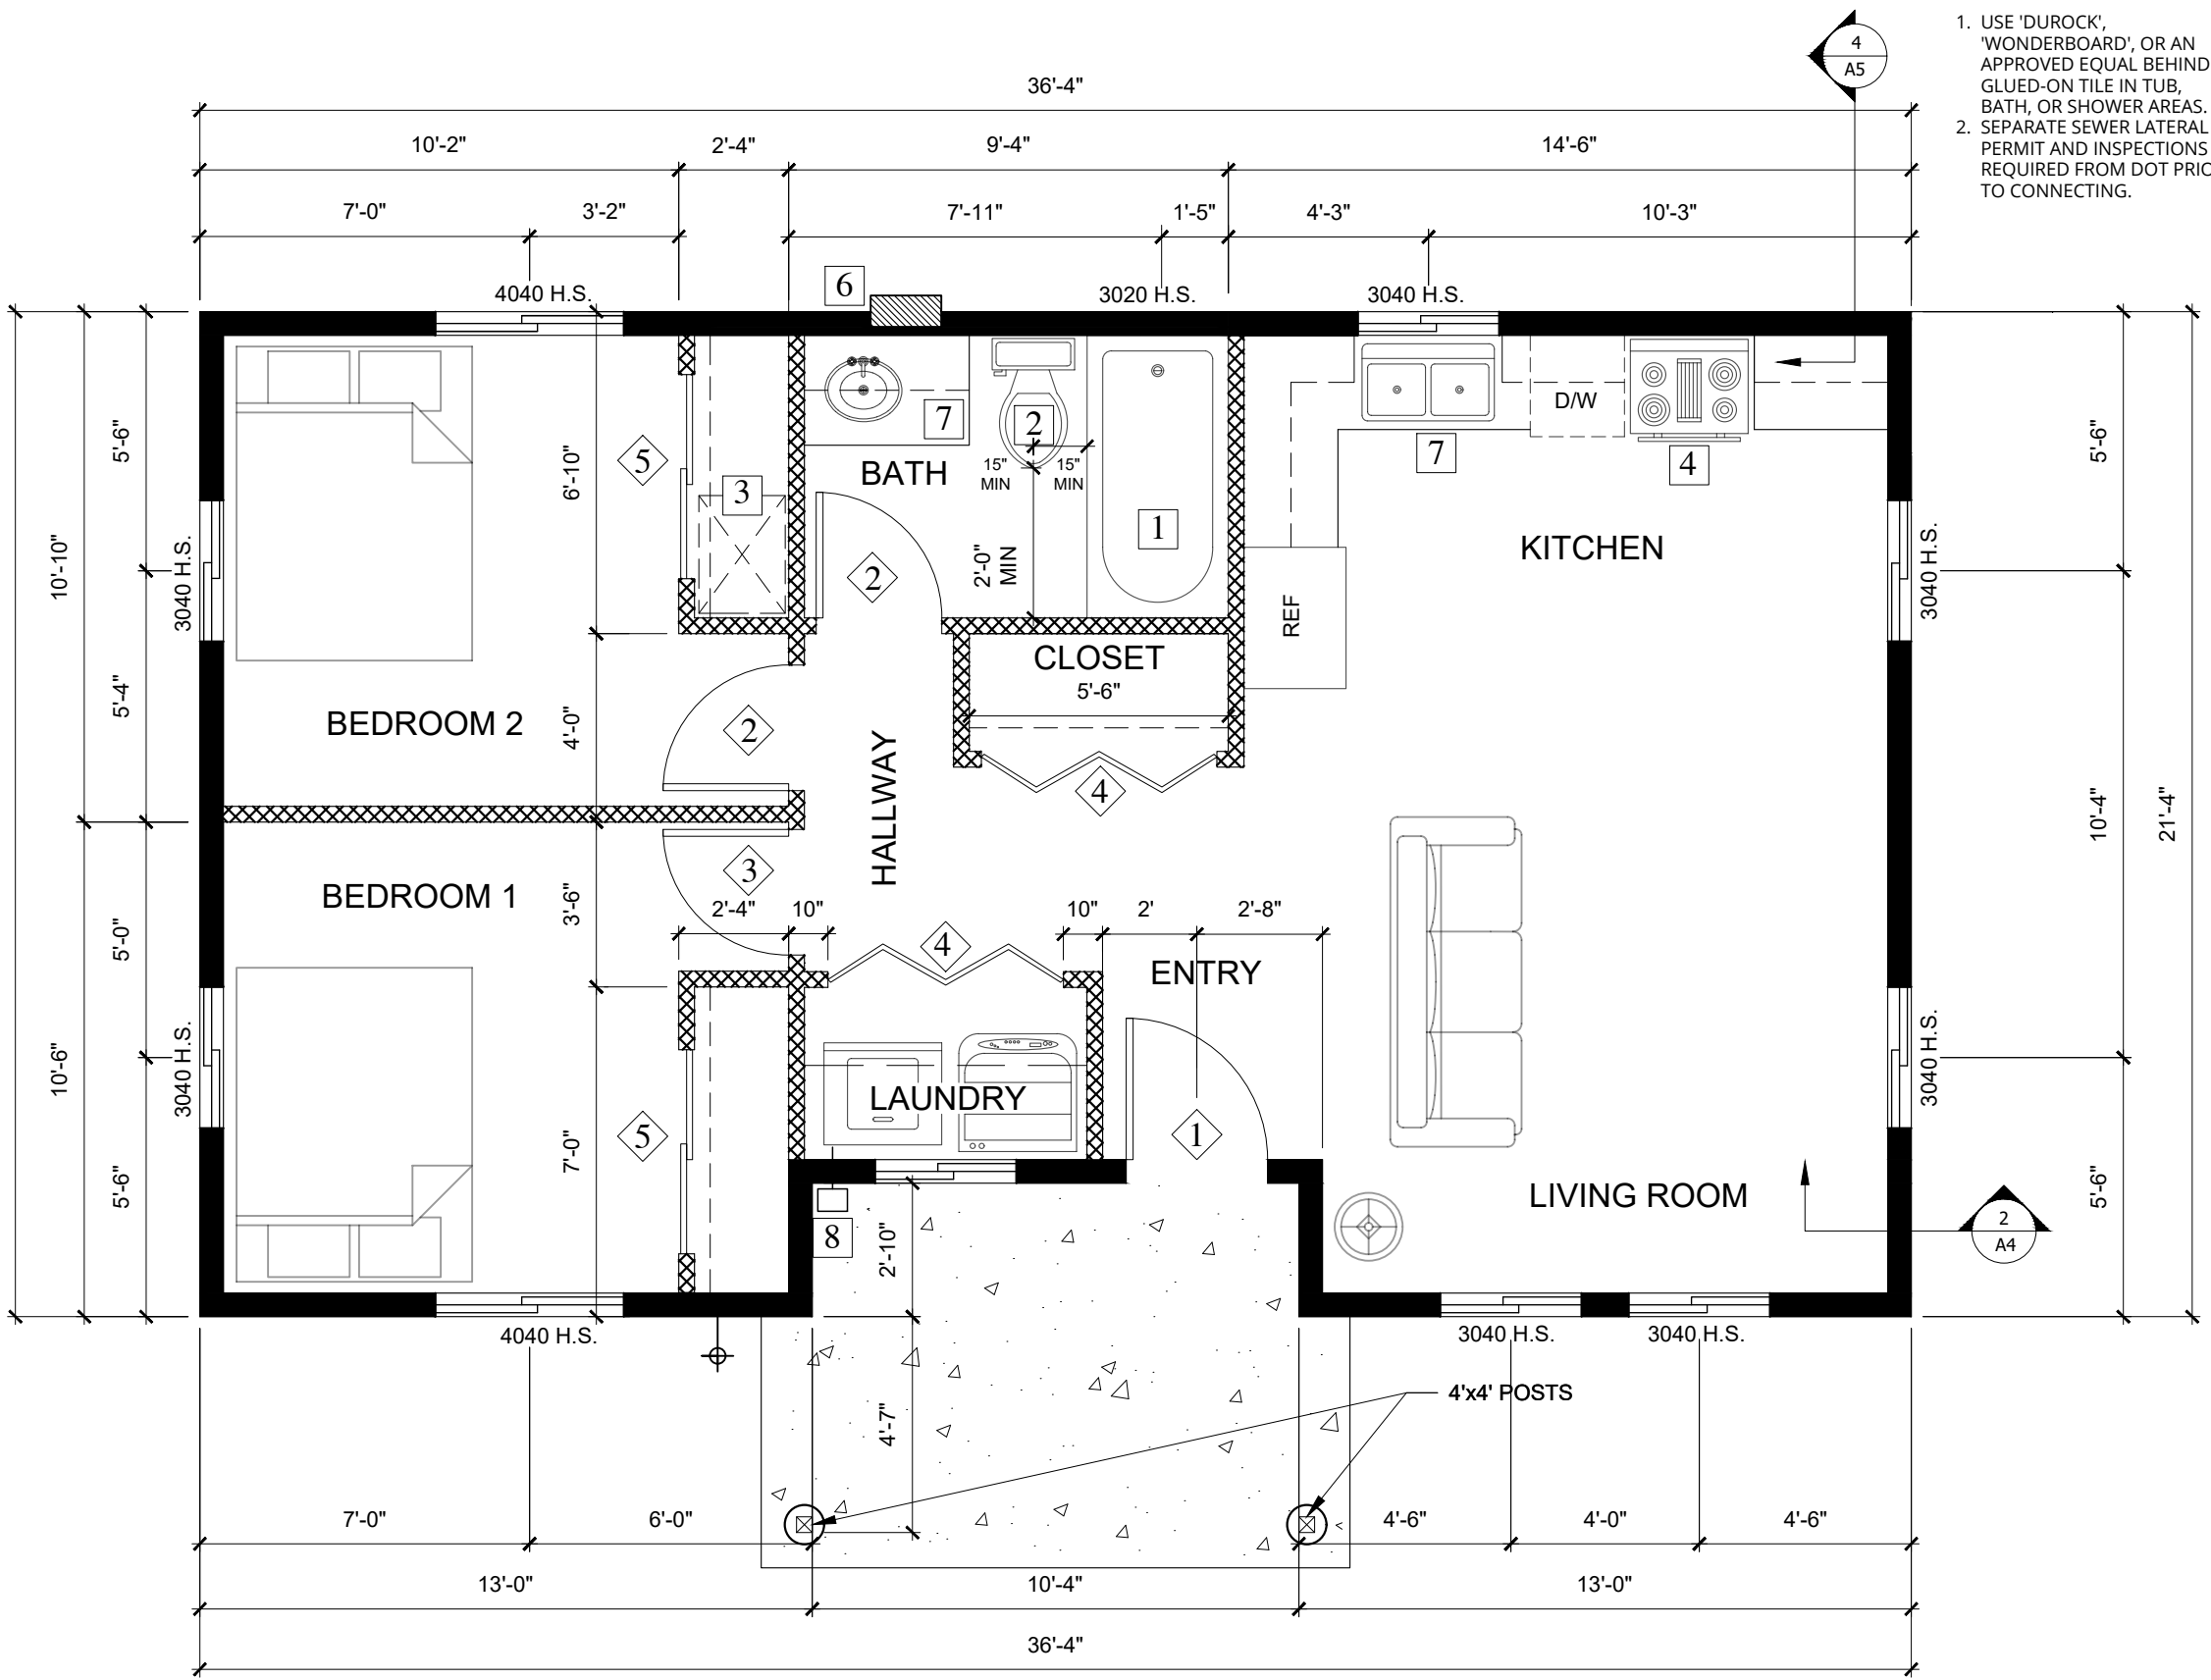 4
A5
1. USE 'DUROCK',
'WONDERBOARD', OR AN
APPROVED EQUAL BEHIND
GLUED-ON TILE IN TUB,
BATH, OR SHOWER AREAS.
2. SEPARATE SEWER LATERAL
PERMIT AND INSPECTIONS
REQUIRED FROM DOT PRIO
TO CONNECTING.
36'-4"
10'-2" 2'-4" 9'-4" 14'-6"
7'-0" 3'-2" 7'-11" 1'-5" 4'-3" 10'-3"
6
4040 H.S. 3020 H.S. 3040 H.S.
D/W
7
2
7
4
5'-6"
5'-6"
6'-10"
5
BATH
15"
MIN
15"
MIN
3
1
KITCHEN
10'-10"
3040 H.S.
2
2'-0"
MIN
REF
3040 H.S.
CLOSET
5'-6"
5'-4"
BEDROOM 2
4'-0"
2
HALLWAY
4
10'-4"
21'-4"
BEDROOM 1
3
3'-6"
2'-4" 10" 10" 2' 2'-8"
5'-0"
4
ENTRY
10'-6"
3040 H.S.
3040 H.S.
LAUNDRY
5
1
7'-0"
5'-6"
LIVING ROOM
5'-6"
2
A4
8
2'-10"
4040 H.S. 3040 H.S. 3040 H.S.
4'x4' POSTS
4'-7"
7'-0" 6'-0" 4'-6" 4'-0" 4'-6"
13'-0" 10'-4" 13'-0"
36'-4"